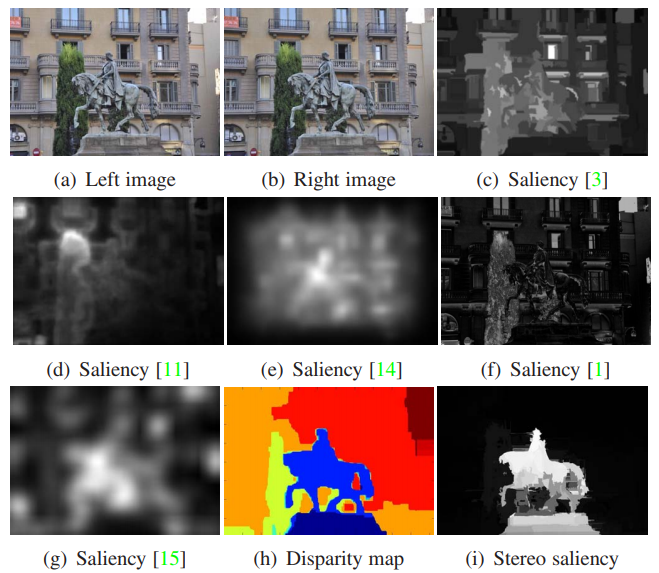 (a) Left image
(b) Right image
(c) Saliency [3]
(d) Saliency [11]
(e) Saliency [14]
(f) Saliency [1]
(g) Saliency [15]
(h) Disparity map
(i) Stereo saliency